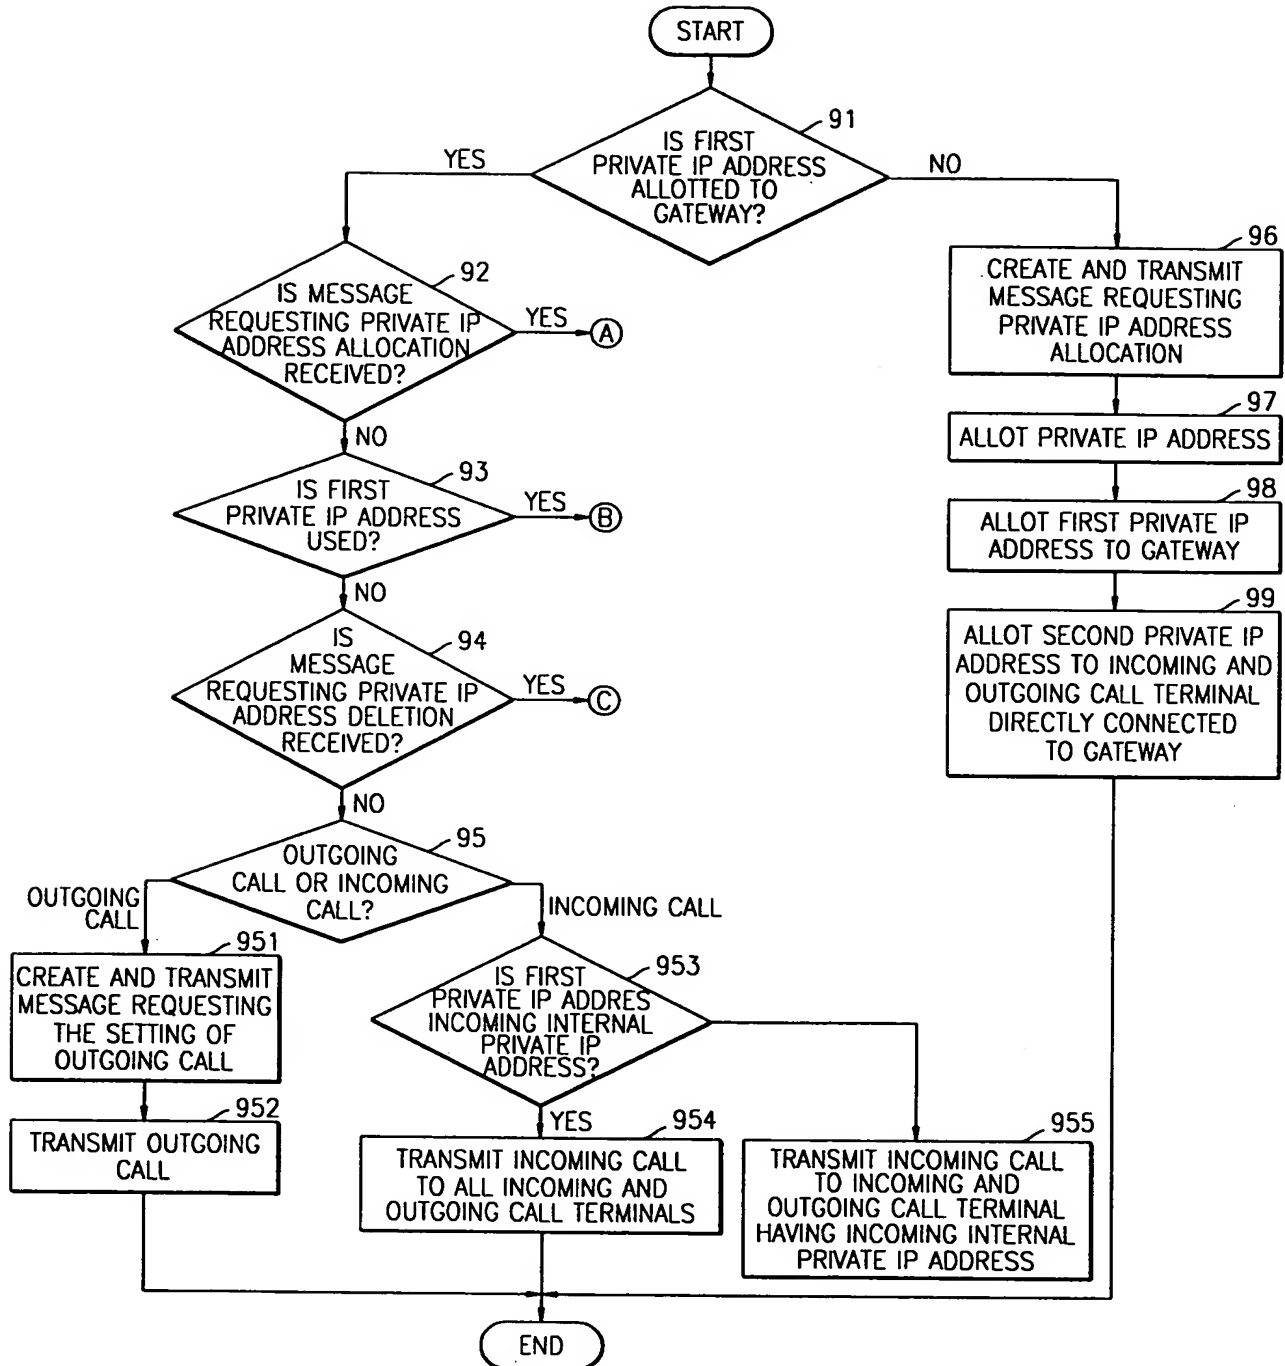 START
91
IS FIRST
PRIVATE IP ADDRESS
ALLOTTED TO
GATEWAY?
YES
NO
92
IS MESSAGE
REQUESTING PRIVATE IP
ADDRESS ALLOCATION
RECEIVED?
YES
A
NO
96
CREATE AND TRANSMIT
MESSAGE REQUESTING
PRIVATE IP ADDRESS
ALLOCATION
97
ALLOT PRIVATE IP ADDRESS
93
IS FIRST
PRIVATE IP ADDRESS
USED?
YES
B
NO
98
ALLOT FIRST PRIVATE IP
ADDRESS TO GATEWAY
99
ALLOT SECOND PRIVATE IP
ADDRESS TO INCOMING AND
OUTGOING CALL TERMINAL
DIRECTLY CONNECTED
TO GATEWAY
94
IS
MESSAGE
REQUESTING PRIVATE IP
ADDRESS DELETION
RECEIVED?
YES
C
NO
95
OUTGOING
CALL OR INCOMING
CALL?
OUTGOING
CALL
INCOMING CALL
951
CREATE AND TRANSMIT
MESSAGE REQUESTING
THE SETTING OF
OUTGOING CALL
952
TRANSMIT OUTGOING
CALL
953
IS FIRST
PRIVATE IP ADDRES
INCOMING INTERNAL
PRIVATE IP
ADDRESS?
YES
954
TRANSMIT INCOMING CALL
TO ALL INCOMING AND
OUTGOING CALL TERMINALS
955
TRANSMIT INCOMING CALL
TO INCOMING AND
OUTGOING CALL TERMINAL
HAVING INCOMING INTERNAL
PRIVATE IP ADDRESS
END